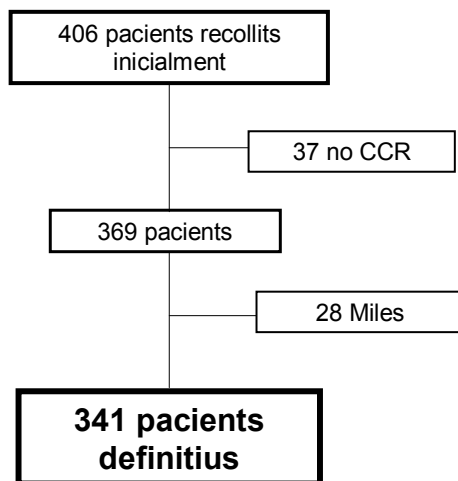 406 pacients recollits
inicialment
37 no CCR
369 pacients
28 Miles
341 pacients
definitius